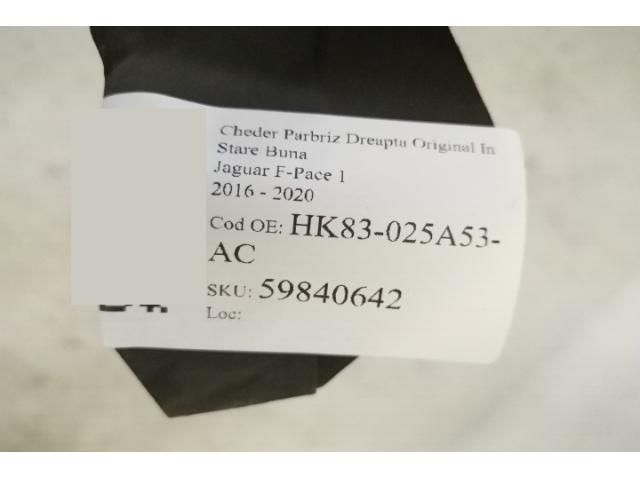 Cheder Parbriz Dreapta Original In
Stare Buna
Jaguar F-Pace 1
2016 - 2020
Cod OE: HK83-025A53-
AC
SKU: 59840642
Loc: